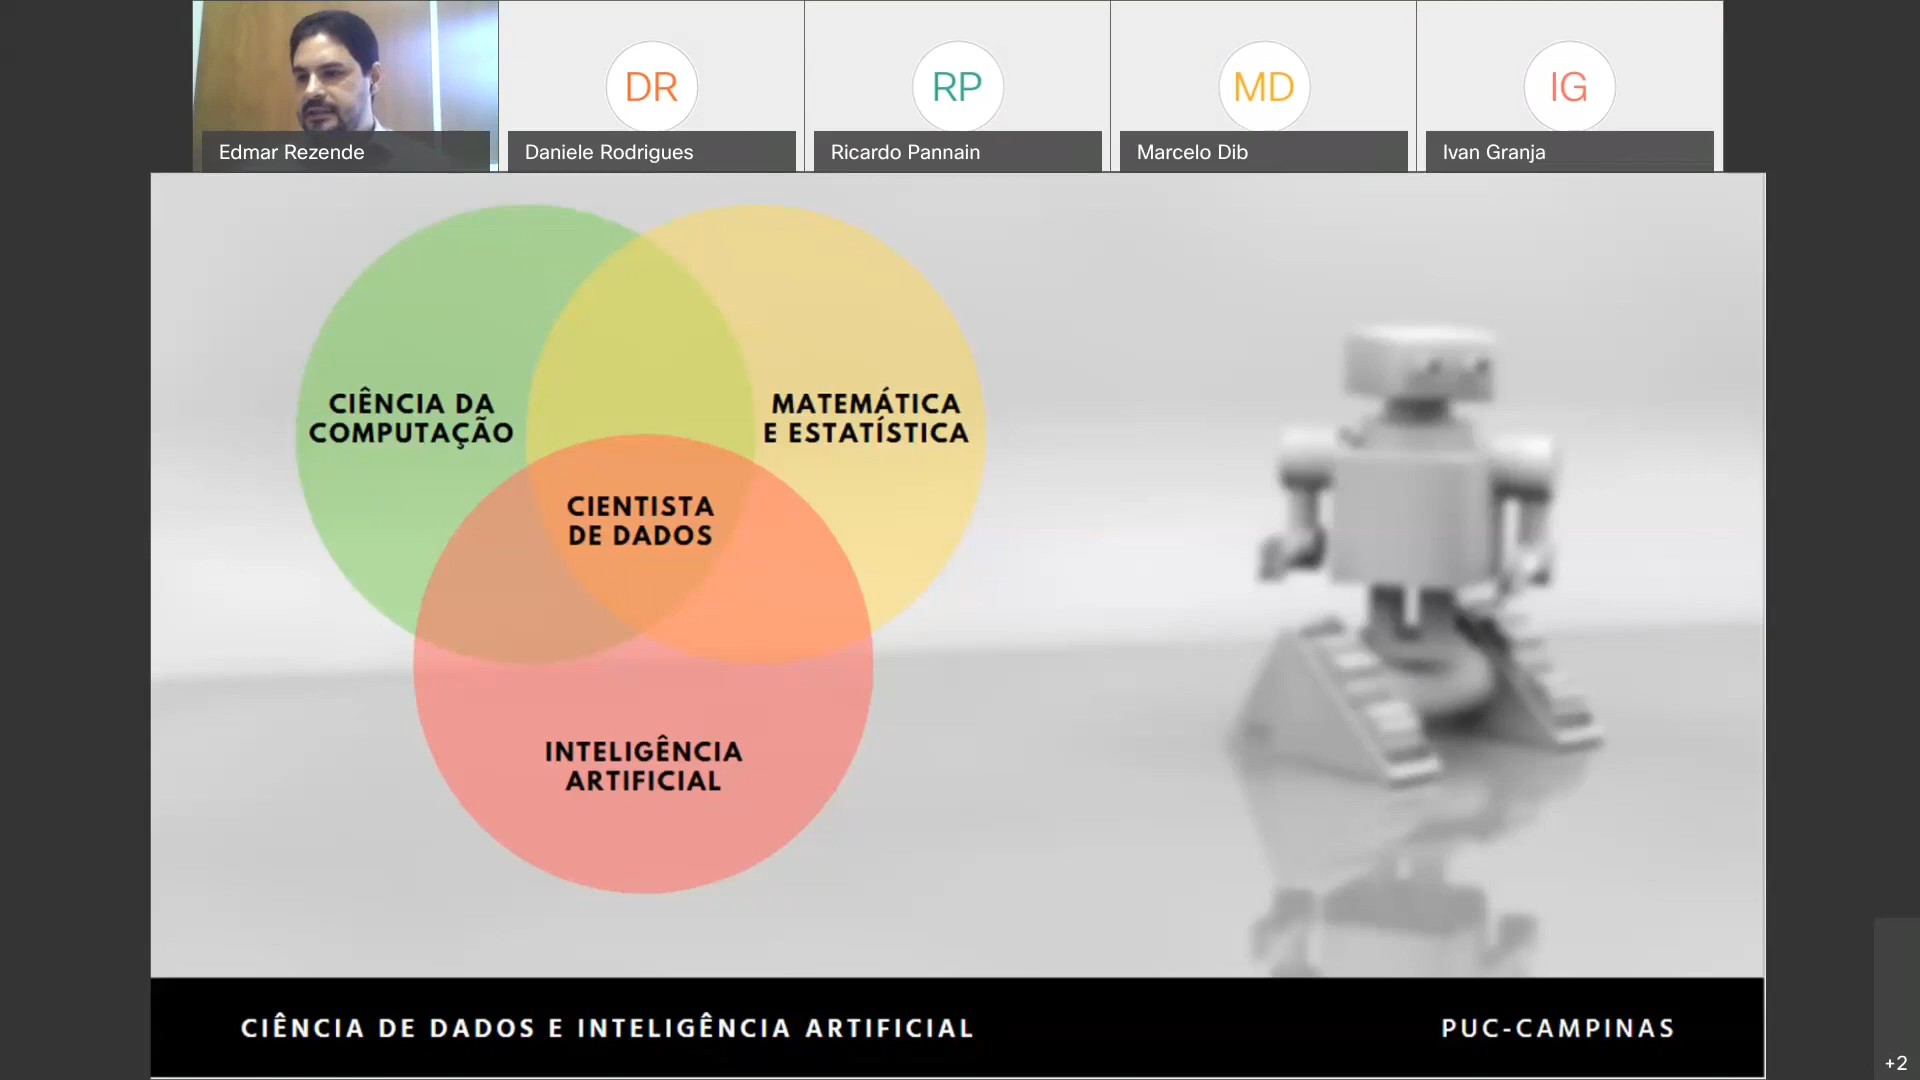 DR
RP
MD
IG
Edmar Rezende
Daniele Rodrigues
Ricardo Pannain
Marcelo Dib
Ivan Granja
CIÊNCIA DA
COMPUTAÇÃO
MATEMÁTICA
E ESTATÍSTICA
CIENTISTA
DE DADOS
INTELIGÊNCIA
ARTIFICIAL
CIÊNCIA DE DADOS E INTELIGÊNCIA ARTIFICIAL
PUC-CAMPINAS
+2